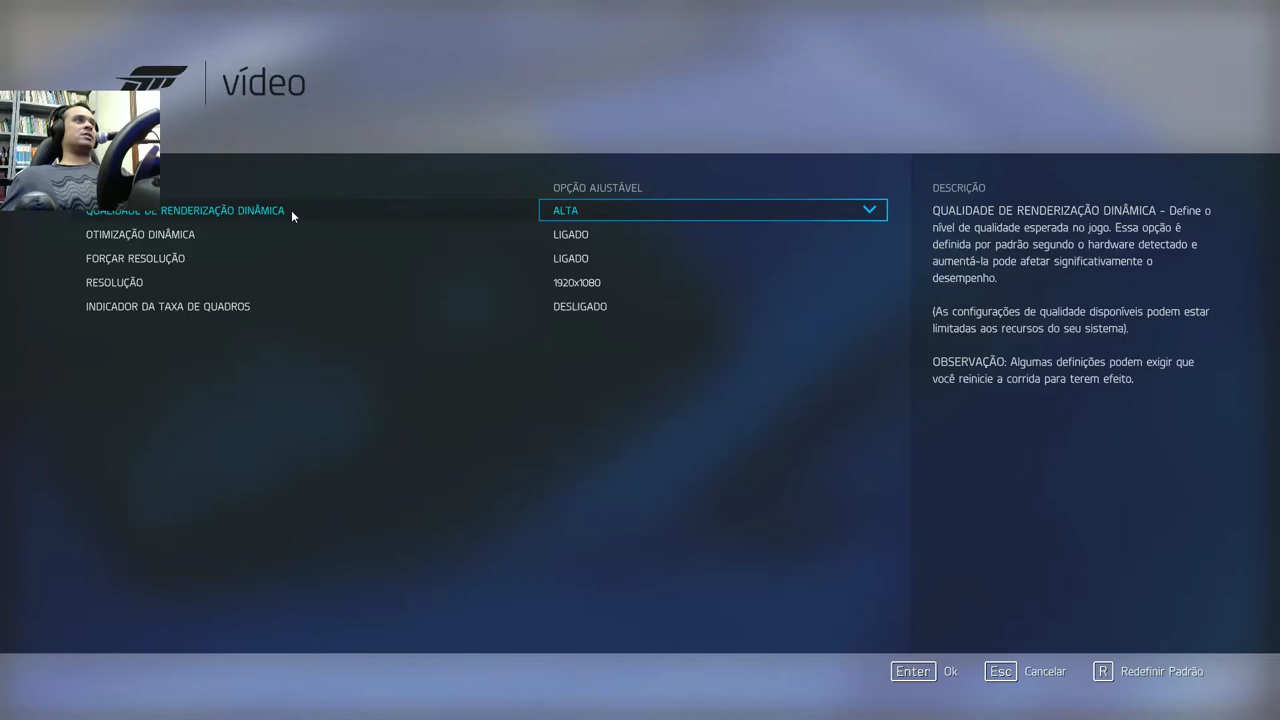 vídeo
OPÇÃO AJUSTÁVEL
QUALIDADE DE RENDERIZAÇÃO DINÂMICA ALTA
OTIMIZAÇÃO DINÂMICA LIGADO
FORÇAR RESOLUÇÃO LIGADO
RESOLUÇÃO 1920x1080
INDICADOR DA TAXA DE QUADROS DESLIGADO
DESCRIÇÃO
QUALIDADE DE RENDERIZAÇÃO DINÂMICA - Define o
nível de qualidade esperada no jogo. Essa opção é
definida por padrão segundo o hardware detectado e
aumentá-la pode afetar significativamente o
desempenho.
(As configurações de qualidade disponíveis podem estar
limitadas aos recursos do seu sistema).
OBSERVAÇÃO: Algumas definições podem exigir que
você reinicie a corrida para terem efeito.
Enter Ok Esc Cancelar R Redefinir Padrão